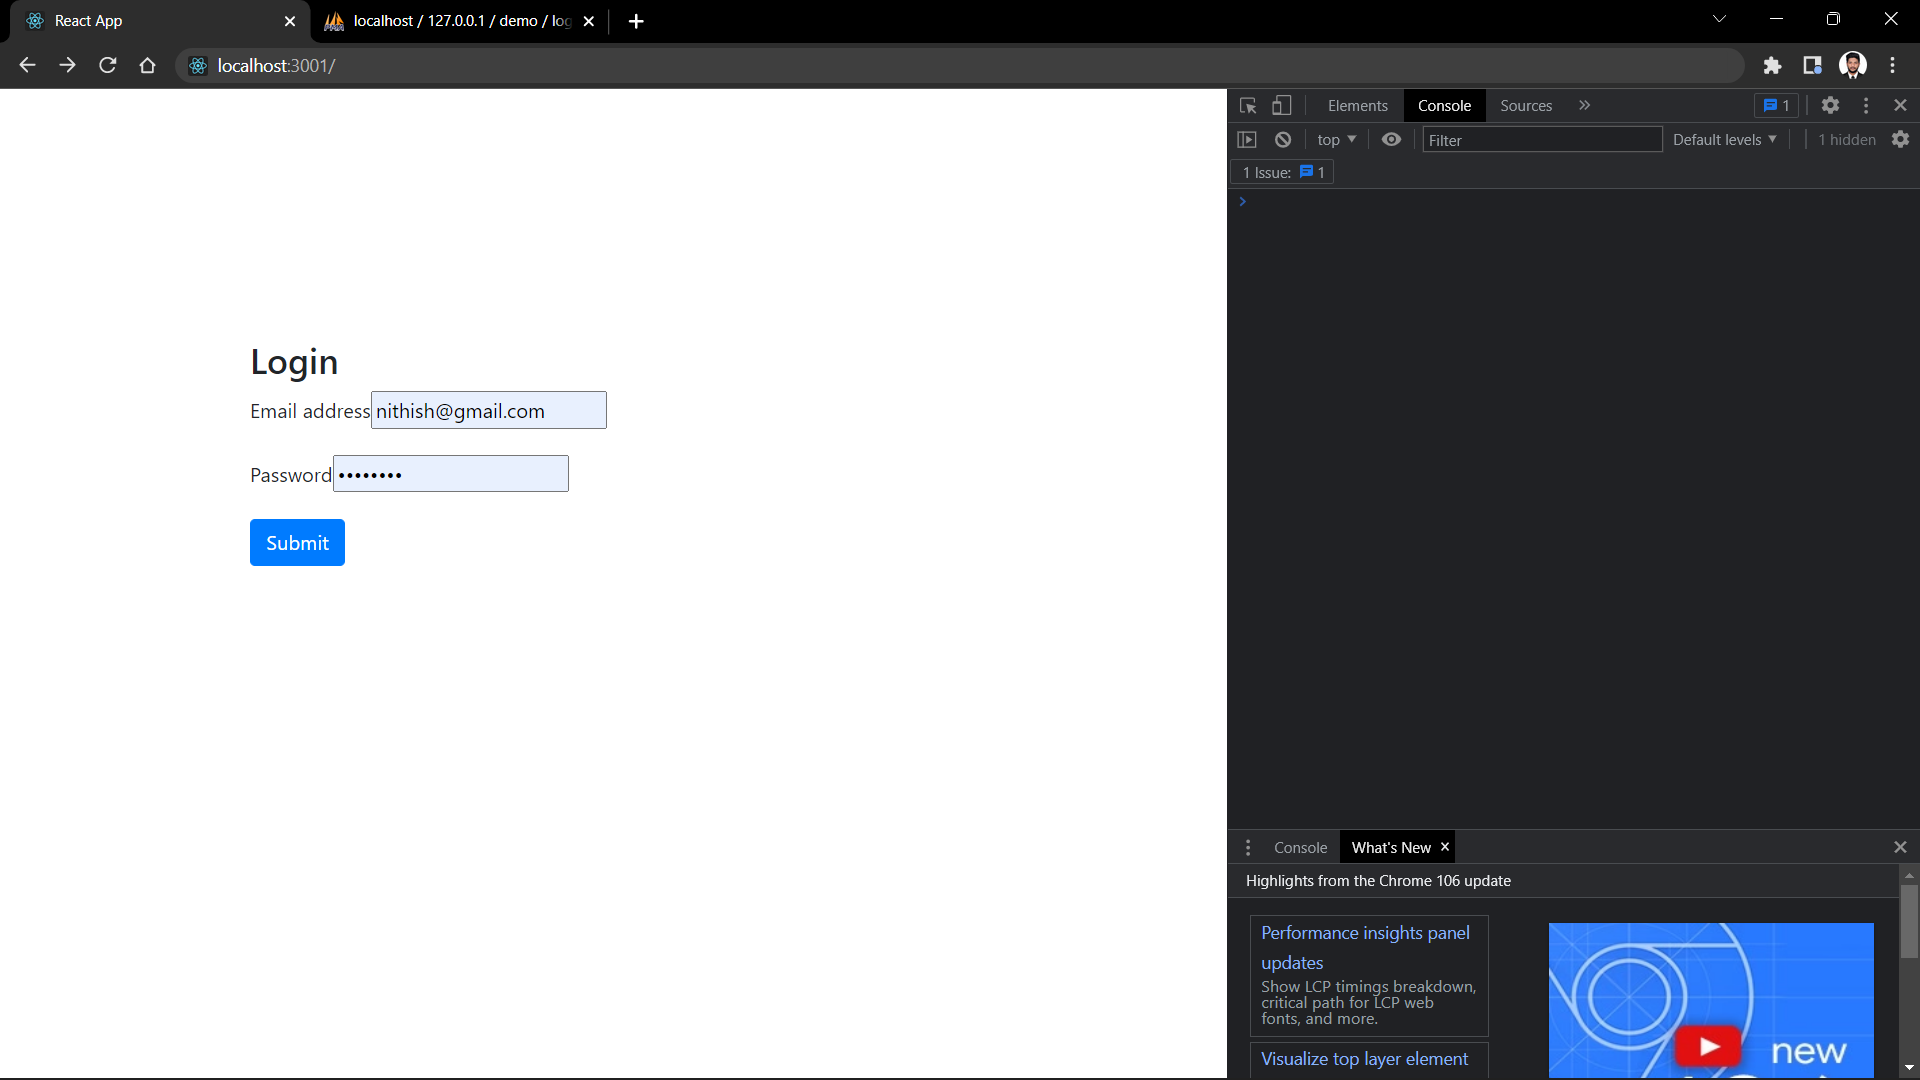 React App
localhost / 127.0.0.1 / demo / log
localhost:3001/
Login
Email address nithish@gmail.com
Password ••••••••
Submit
Elements Console Sources 1
top Filter Default levels 1 hidden
1 Issue: 1
Console What's New
Highlights from the Chrome 106 update
Performance insights panel
updates
Show LCP timings breakdown,
critical path for LCP web
fonts, and more.
Visualize top layer element
new